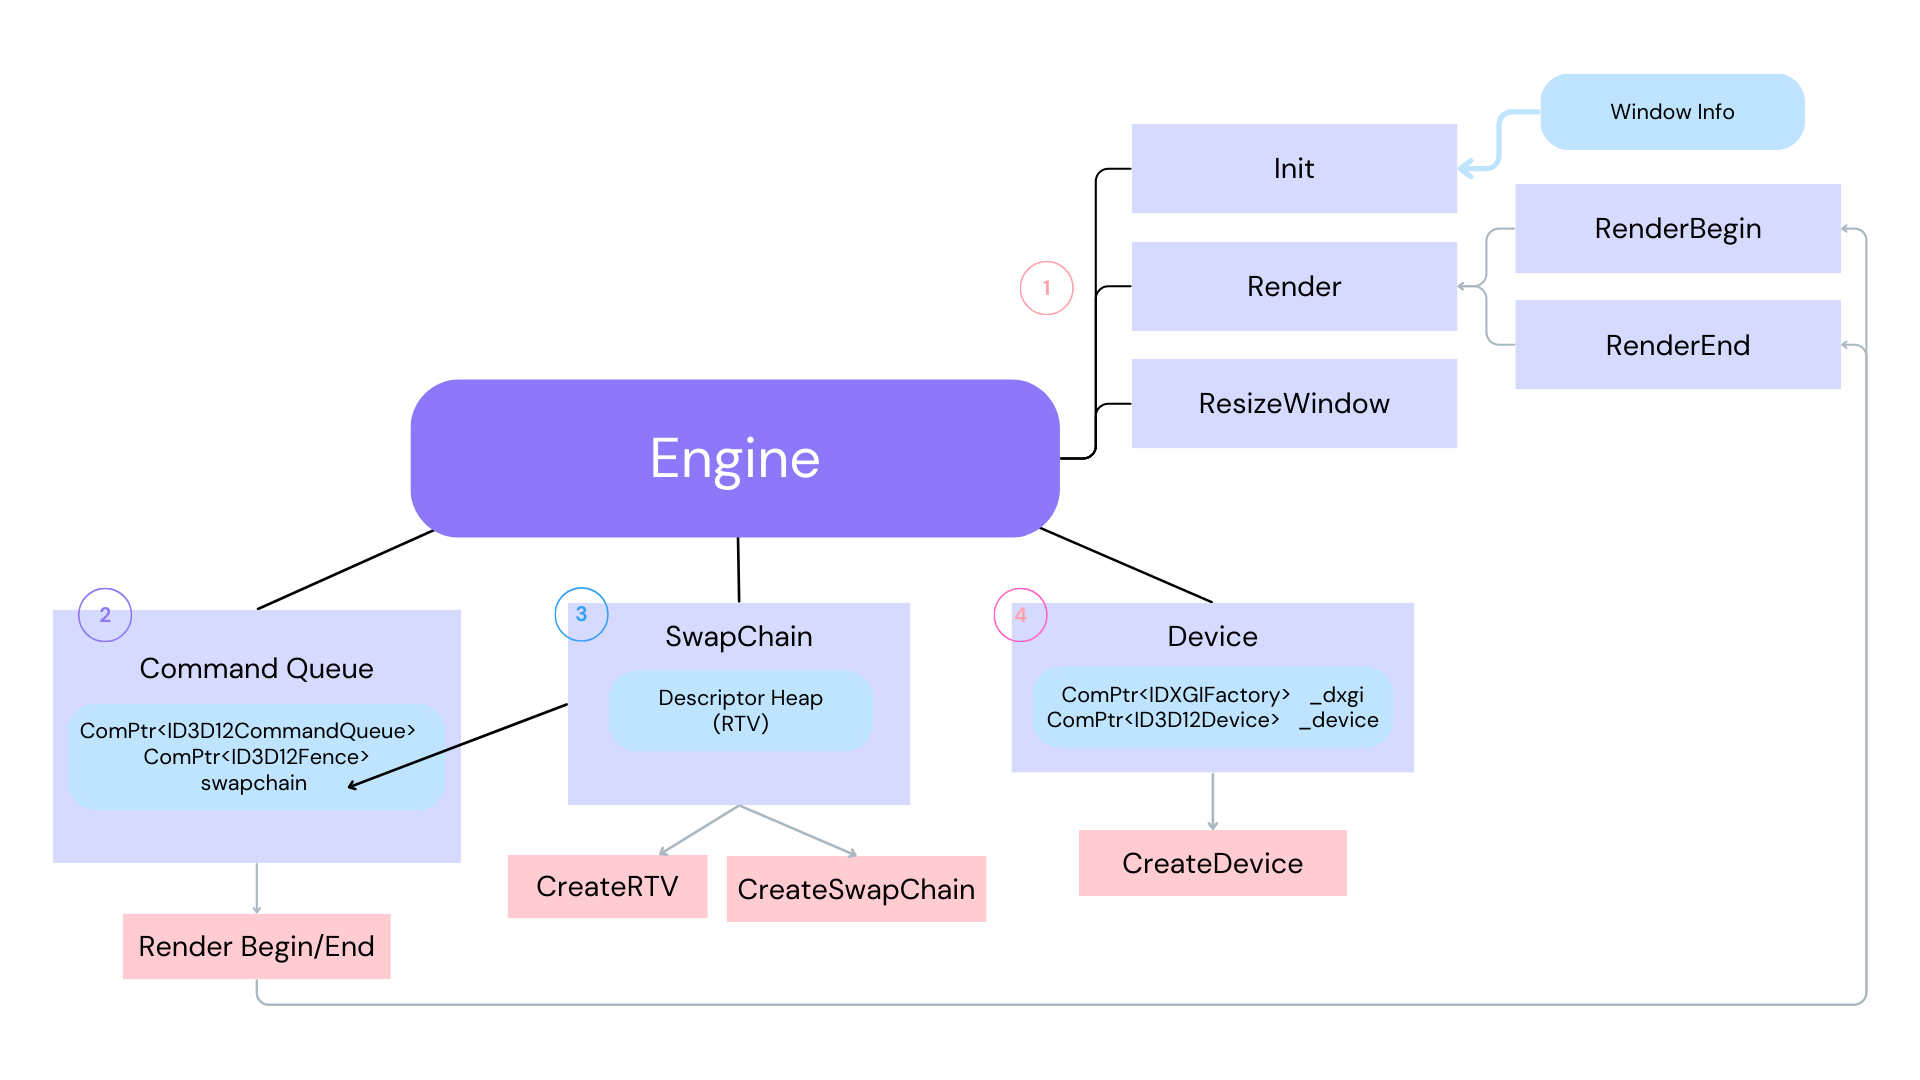 Window Info
Init
RenderBegin
1
Render
RenderEnd
ResizeWindow
Engine
2
Command Queue
ComPtr<ID3D12CommandQueue>
ComPtr<ID3D12Fence>
swapchain
Render Begin/End
3
SwapChain
Descriptor Heap
(RTV)
CreateRTV
CreateSwapChain
4
Device
ComPtr<IDXGIFactory> _dxgi
ComPtr<ID3D12Device> _device
CreateDevice